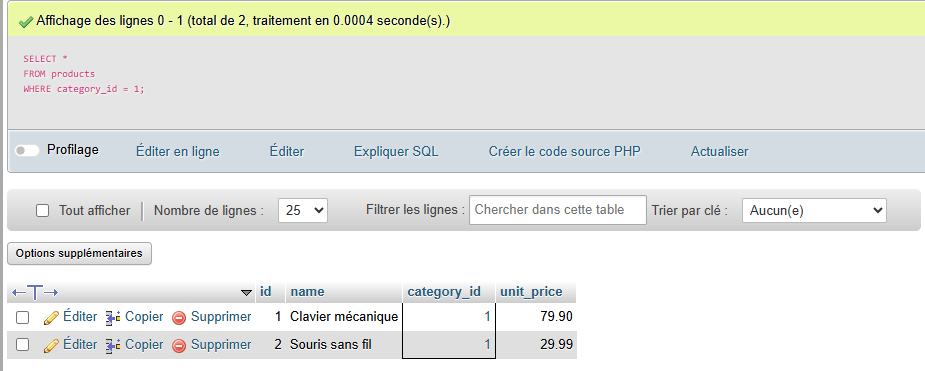 Affichage des lignes 0 - 1 (total de 2, traitement en 0.0004 seconde(s).)
SELECT *
FROM products
WHERE category_id = 1;
Profilage Éditer en ligne Éditer Expliquer SQL Créer le code source PHP Actualiser
Tout afficher Nombre de lignes : 25 Filtrer les lignes : Chercher dans cette table Trier par clé : Aucun(e)
Options supplémentaires
id name category_id unit_price
Éditer Copier Supprimer 1 Clavier mécanique 1 79.90
Éditer Copier Supprimer 2 Souris sans fil 1 29.99